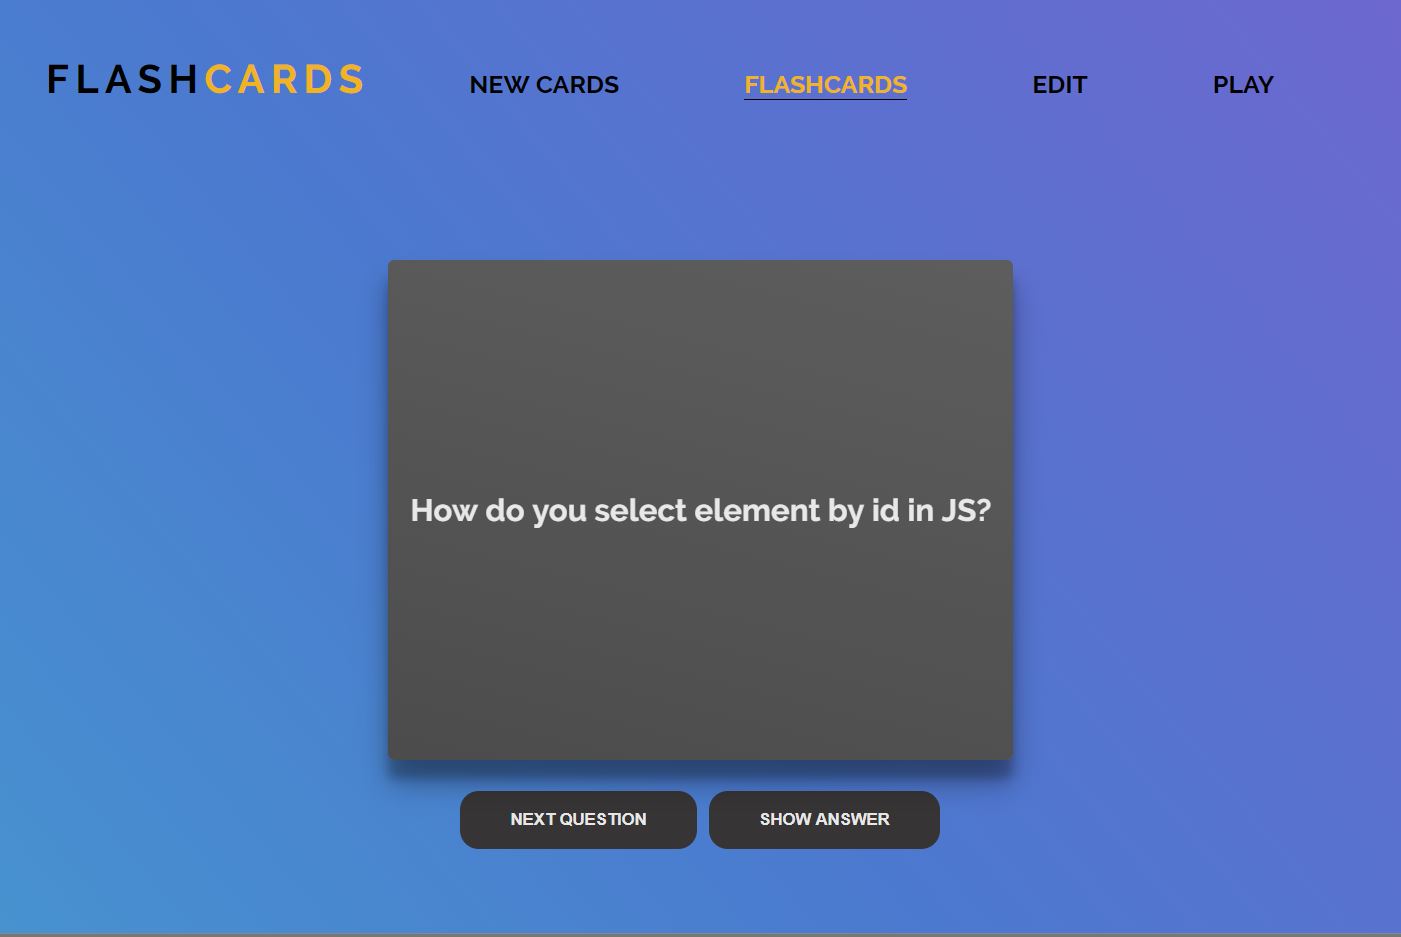 FLASHCARDS NEW CARDS FLASHCARDS EDIT PLAY
How do you select element by id in JS?
NEXT QUESTION SHOW ANSWER